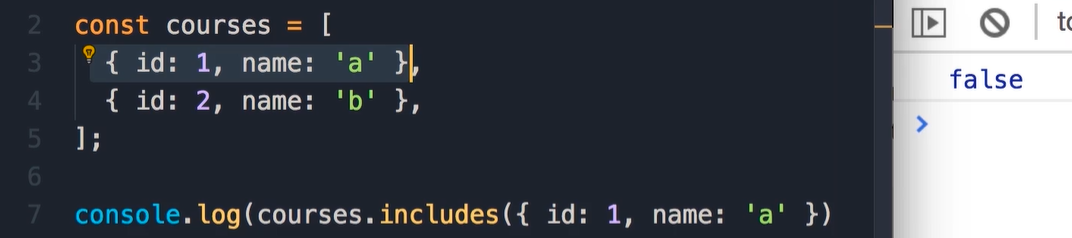 2 const courses = [
3 { id: 1, name: 'a' },
4 { id: 2, name: 'b' },
5 ];
6
7 console.log(courses.includes({ id: 1, name: 'a' })
false